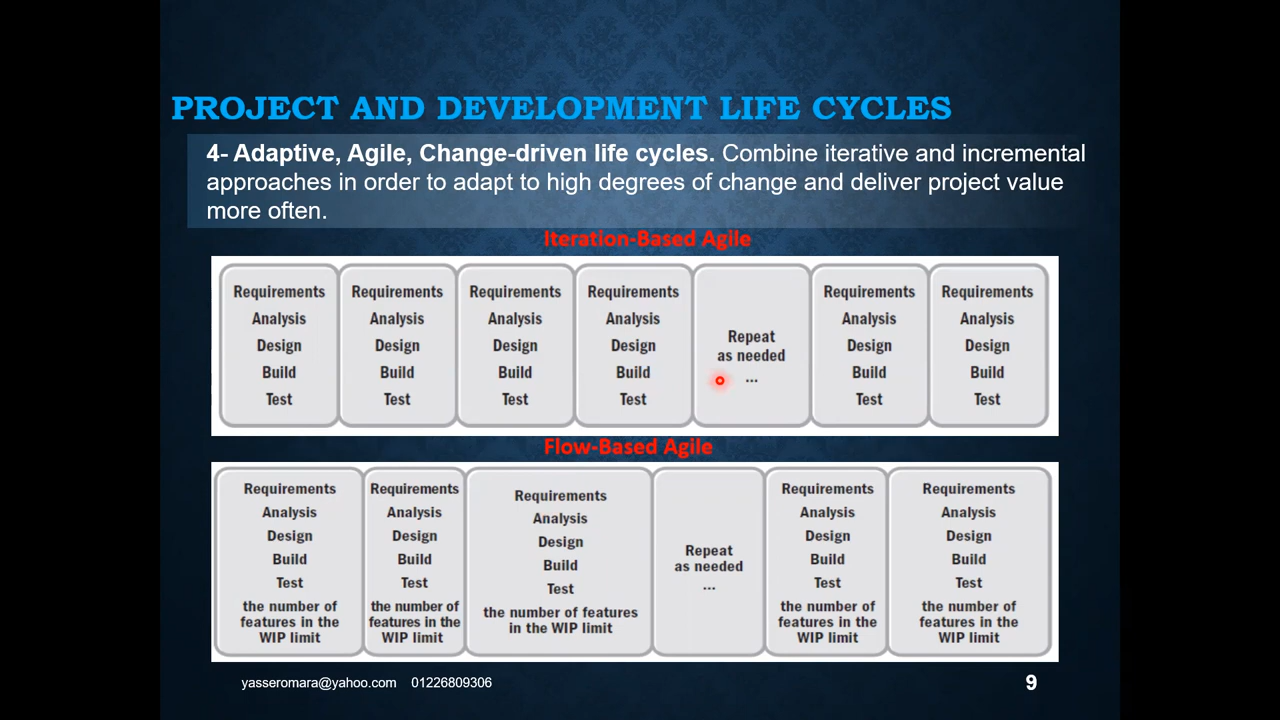 PROJECT AND DEVELOPMENT LIFE CYCLES
4- Adaptive, Agile, Change-driven life cycles. Combine iterative and incremental
approaches in order to adapt to high degrees of change and deliver project value
more often.
Iteration-Based Agile
Requirements
Analysis
Design
Build
Test
Requirements
Analysis
Design
Build
Test
Requirements
Analysis
Design
Build
Test
Requirements
Analysis
Design
Build
Test
Repeat
as needed
...
Requirements
Analysis
Design
Build
Test
Requirements
Analysis
Design
Build
Test
Flow-Based Agile
Requirements
Analysis
Design
Build
Test
the number of
features in the
WIP limit
Requirements
Analysis
Design
Build
Test
the number of
features in the
WIP limit
Requirements
Analysis
Design
Build
Test
the number of features
in the WIP limit
Repeat
as needed
...
Requirements
Analysis
Design
Build
Test
the number of
features in the
WIP limit
Requirements
Analysis
Design
Build
Test
the number of
features in the
WIP limit
yasseromara@yahoo.com 01226809306
9